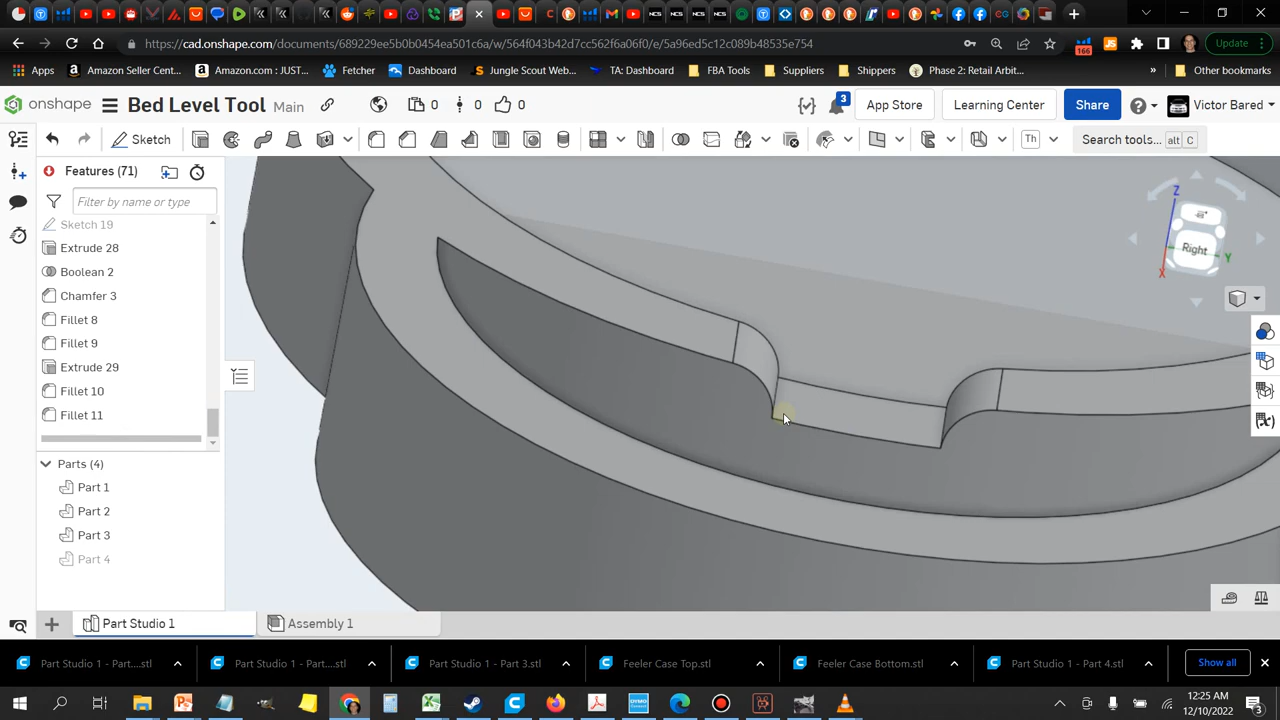 https://cad.onshape.com/documents/689229ee5b0b0454ea501c6a/w/564f043b42d7cc562f6a06f0/e/5a96ed5c12c089b48535e754
166
JS
Update
Apps
Amazon Seller Cent...
Amazon.com : JUST...
Fetcher
Dashboard
Jungle Scout Web...
TA: Dashboard
FBA Tools
Suppliers
Shippers
Phase 2: Retail Arbit...
»
Other bookmarks
onshape
Bed Level Tool
Main
0
0
0
3
App Store
Learning Center
Share
Victor Bared
Sketch
Th
Search tools...
alt
C
Features (71)
Filter by name or type
Sketch 19
Extrude 28
Boolean 2
Chamfer 3
Fillet 8
Fillet 9
Extrude 29
Fillet 10
Fillet 11
Parts (4)
Part 1
Part 2
Part 3
Part 4
Z
Right
Y
X
Part Studio 1
Assembly 1
Part Studio 1 - Part....stl
Part Studio 1 - Part....stl
Part Studio 1 - Part 3.stl
Feeler Case Top.stl
Feeler Case Bottom.stl
Part Studio 1 - Part 4.stl
Show all
12:25 AM
12/10/2022
3